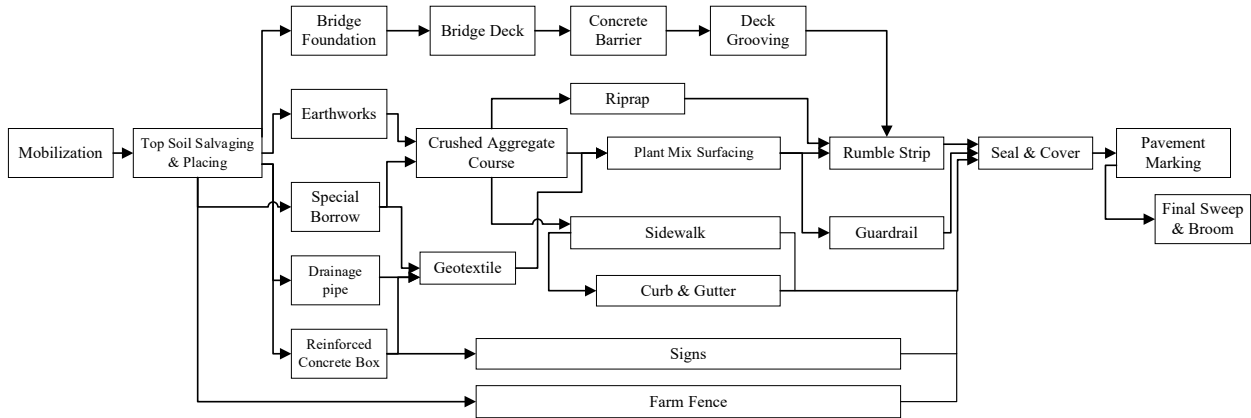 Bridge
Foundation
Bridge Deck
Concrete
Barrier
Deck
Grooving
Earthworks
Riprap
Mobilization
Top Soil Salvaging
& Placing
Crushed Aggregate
Course
Plant Mix Surfacing
Rumble Strip
Seal & Cover
Pavement
Marking
Special
Borrow
Sidewalk
Guardrail
Final Sweep
& Broom
Drainage
pipe
Geotextile
Curb & Gutter
Reinforced
Concrete Box
Signs
Farm Fence